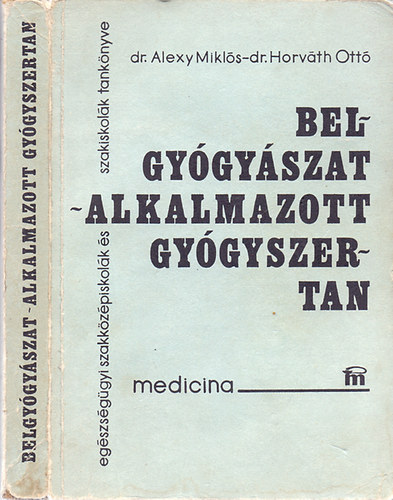 BELGYÓGYÁSZAT-ALKALMAZOTT GYÓGYSZERTAN
egészségügyi szakközépiskolák és szakiskolák tankönyve
dr. Alexy Miklós-dr. Horváth Ottó
BEL-
GYÓGYÁSZAT
-ALKALMAZOTT
GYÓGYSZER-
TAN
medicina